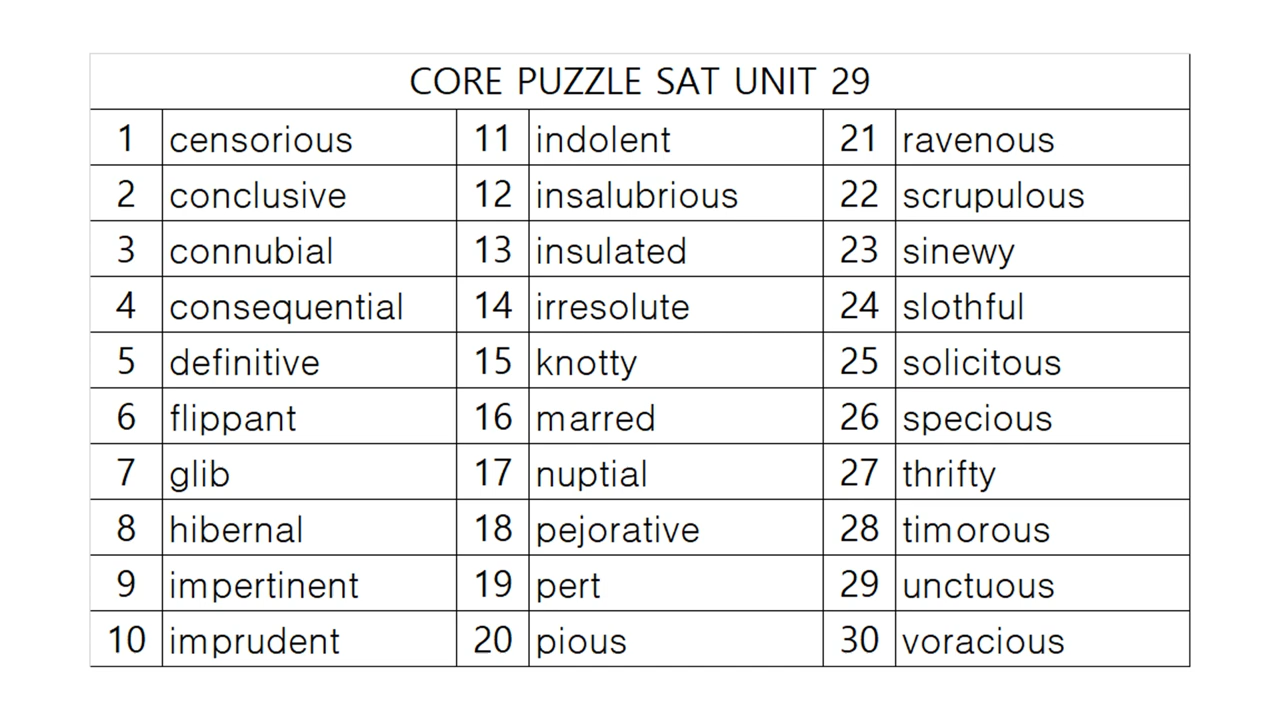 CORE PUZZLE SAT UNIT 29
1 censorious 11 indolent 21 ravenous
2 conclusive 12 insalubrious 22 scrupulous
3 connubial 13 insulated 23 sinewy
4 consequential 14 irresolute 24 slothful
5 definitive 15 knotty 25 solicitous
6 flippant 16 marred 26 specious
7 glib 17 nuptial 27 thrifty
8 hibernal 18 pejorative 28 timorous
9 impertinent 19 pert 29 unctuous
10 imprudent 20 pious 30 voracious